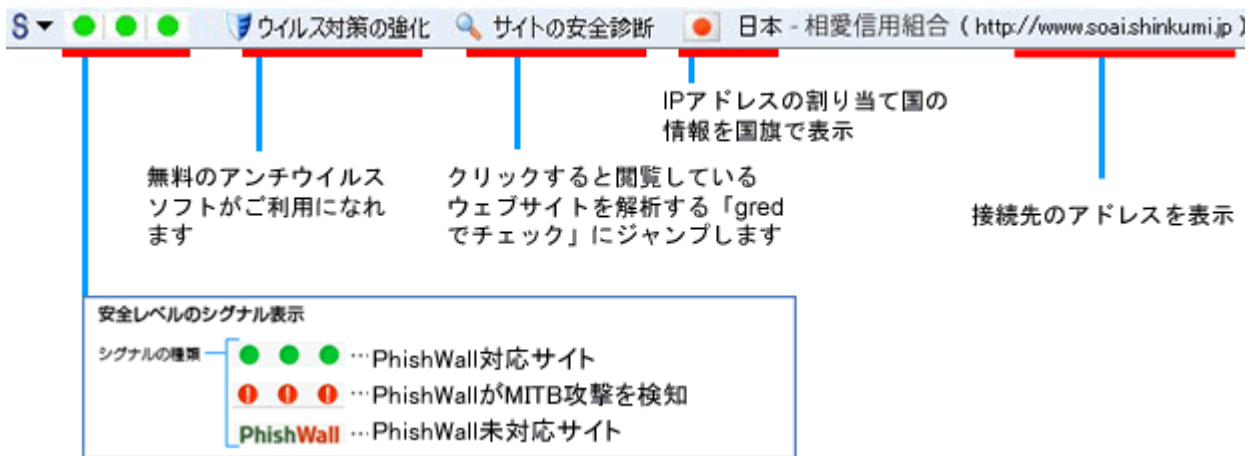 S▼ ウイルス対策の強化 サイトの安全診断 日本 - 相愛信用組合 ( http://www.soai.shinkumi.jp )
IPアドレスの割り当て国の
情報を国旗で表示
無料のアンチウイルス
ソフトがご利用になれ
ます
クリックすると閲覧している
ウェブサイトを解析する「gred
でチェック」にジャンプします
接続先のアドレスを表示
安全レベルのシグナル表示
シグナルの種類
…PhishWall対応サイト
…PhishWallがMITB攻撃を検知
PhishWall …PhishWall未対応サイト